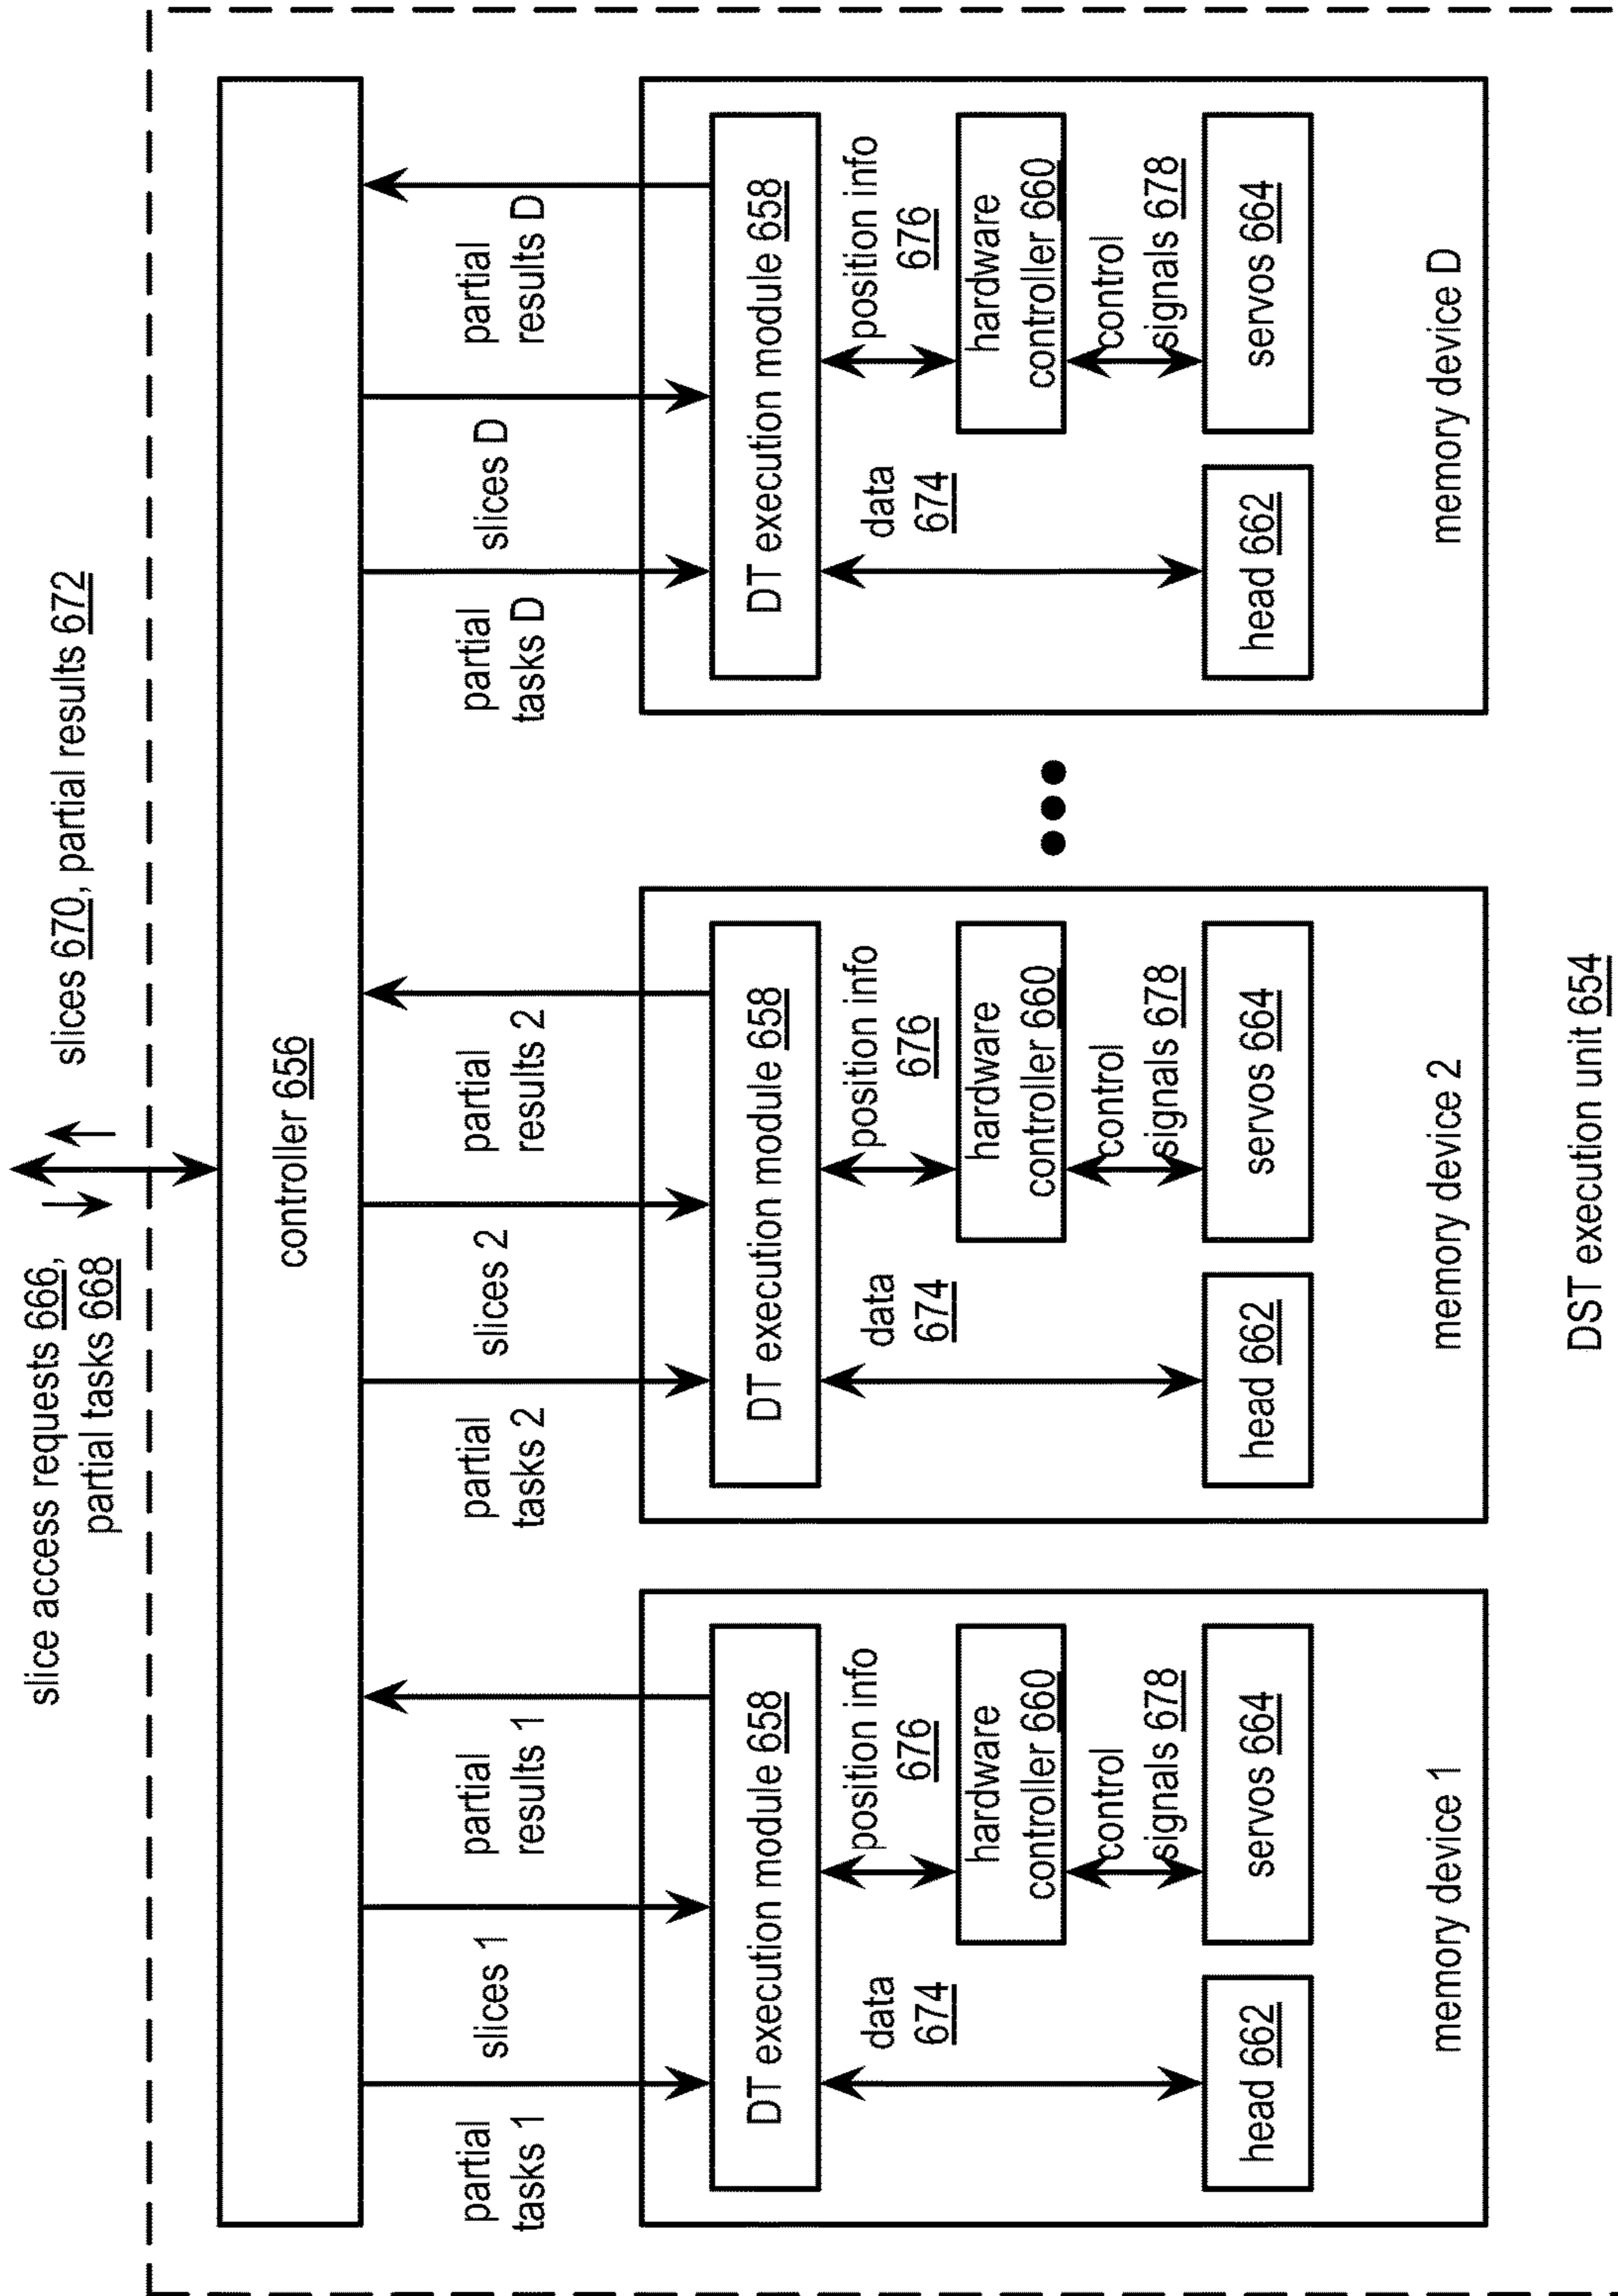 slice access requests 666,
partial tasks 668
slices 670, partial results 672
controller 656
partial
tasks 1
slices 1
partial
results 1
DT execution module 658
data
674
position info
676
hardware
controller 660
control
signals 678
head 662
servos 664
memory device 1
partial
tasks 2
slices 2
partial
results 2
DT execution module 658
data
674
position info
676
hardware
controller 660
control
signals 678
head 662
servos 664
memory device 2
partial
tasks D
slices D
partial
results D
DT execution module 658
data
674
position info
676
hardware
controller 660
control
signals 678
head 662
servos 664
memory device D
DST execution unit 654